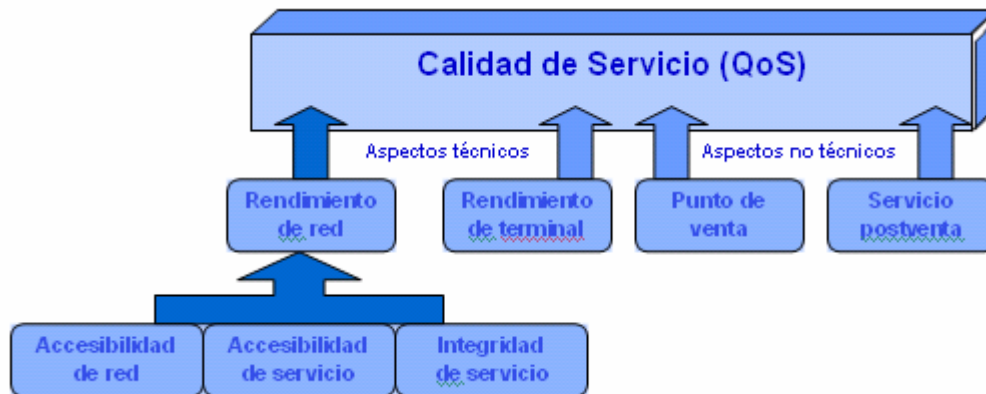 Calidad de Servicio (QoS)
Aspectos técnicos
Aspectos no técnicos
Rendimiento
de red
Rendimiento
de terminal
Punto de
venta
Servicio
postventa
Accesibilidad
de red
Accesibilidad
de servicio
Integridad
de servicio